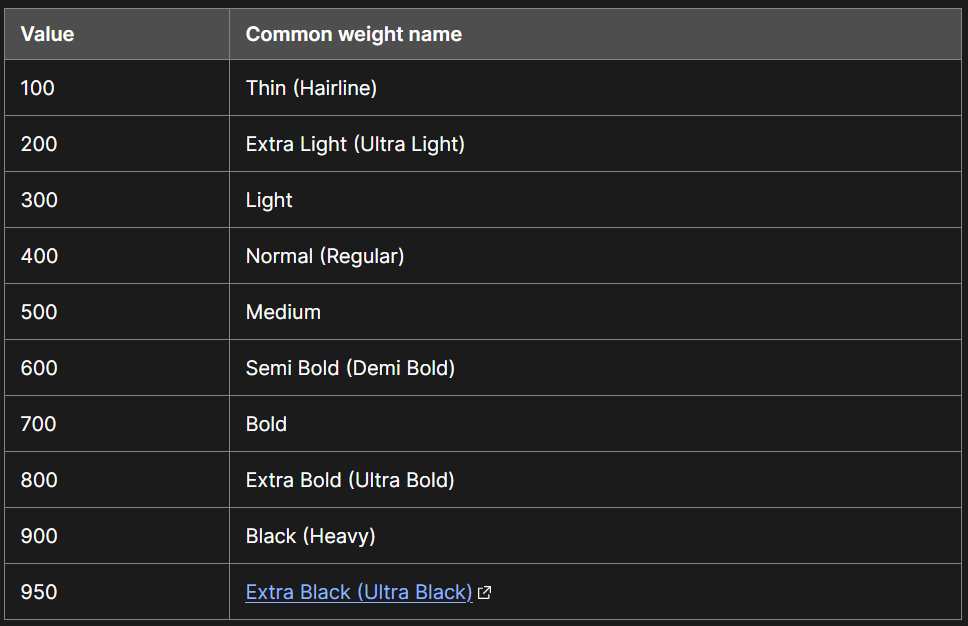 Value Common weight name
100 Thin (Hairline)
200 Extra Light (Ultra Light)
300 Light
400 Normal (Regular)
500 Medium
600 Semi Bold (Demi Bold)
700 Bold
800 Extra Bold (Ultra Bold)
900 Black (Heavy)
950 Extra Black (Ultra Black)